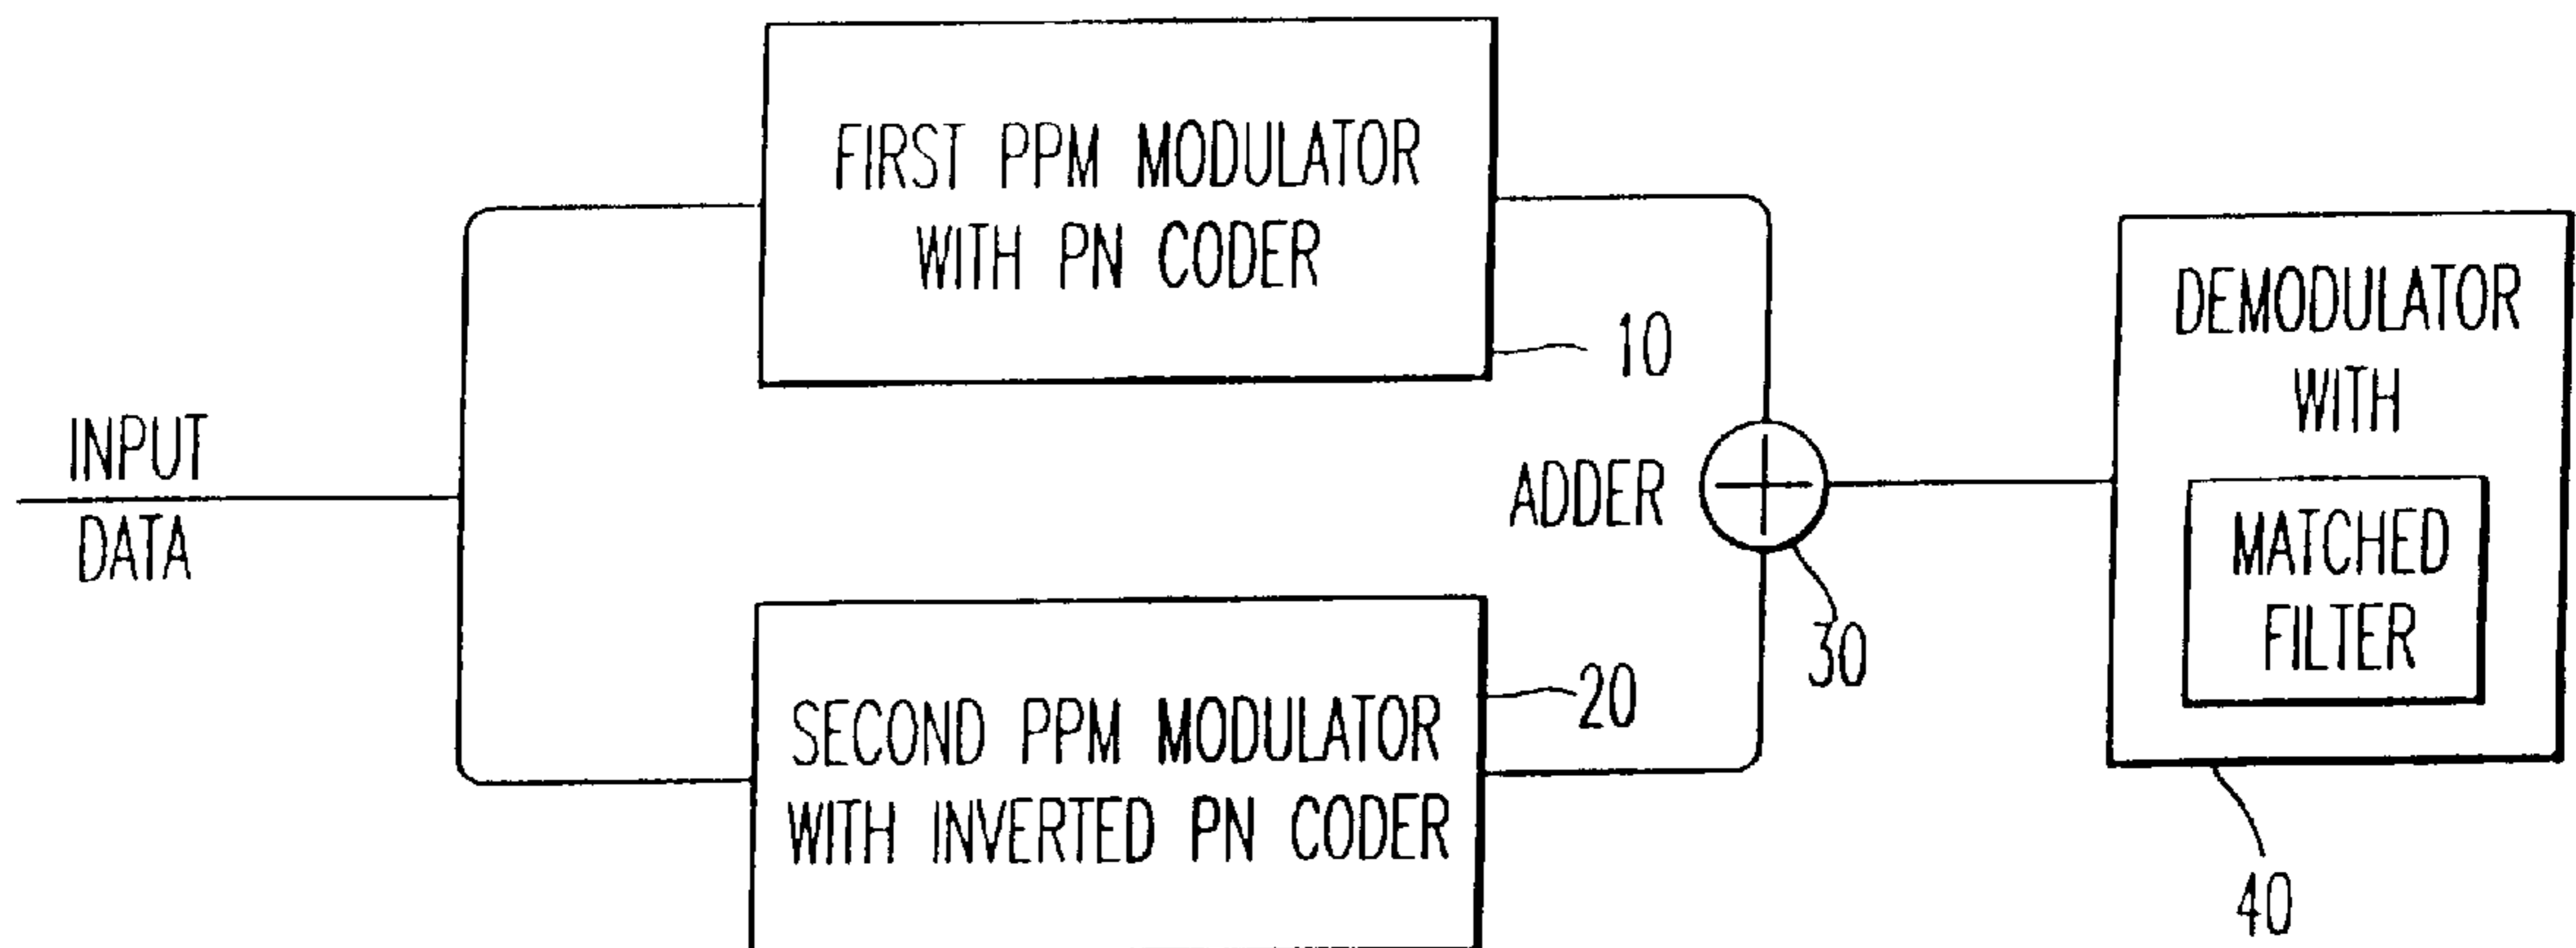 FIRST PPM MODULATOR
WITH PN CODER
10
INPUT
DATA
ADDER
30
SECOND PPM MODULATOR
WITH INVERTED PN CODER
20
DEMODULATOR
WITH
MATCHED
FILTER
40